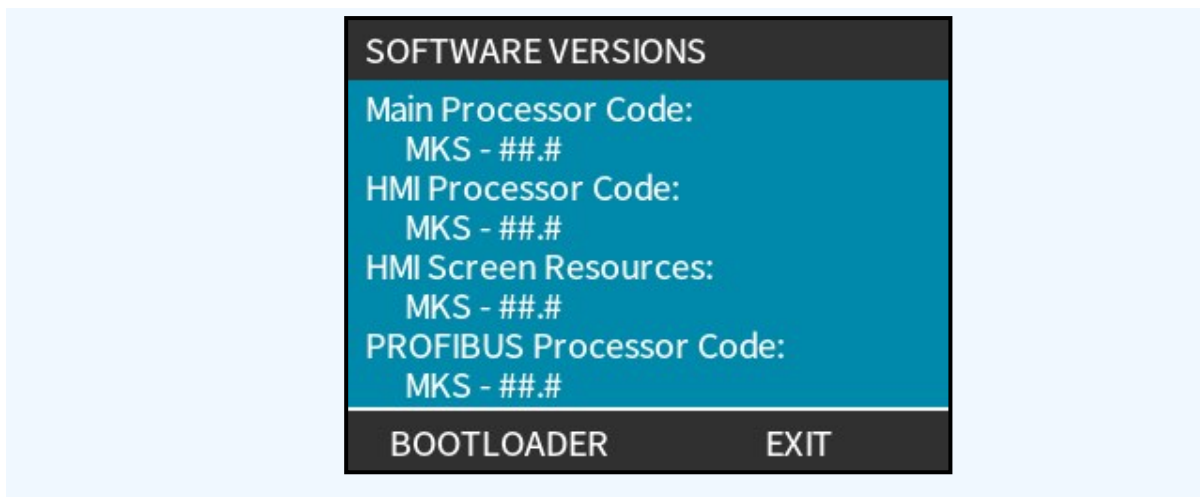 SOFTWARE VERSIONS
Main Processor Code:
MKS - ##.#
HMI Processor Code:
MKS - ##.#
HMI Screen Resources:
MKS - ##.#
PROFIBUS Processor Code:
MKS - ##.#
BOOTLOADER EXIT